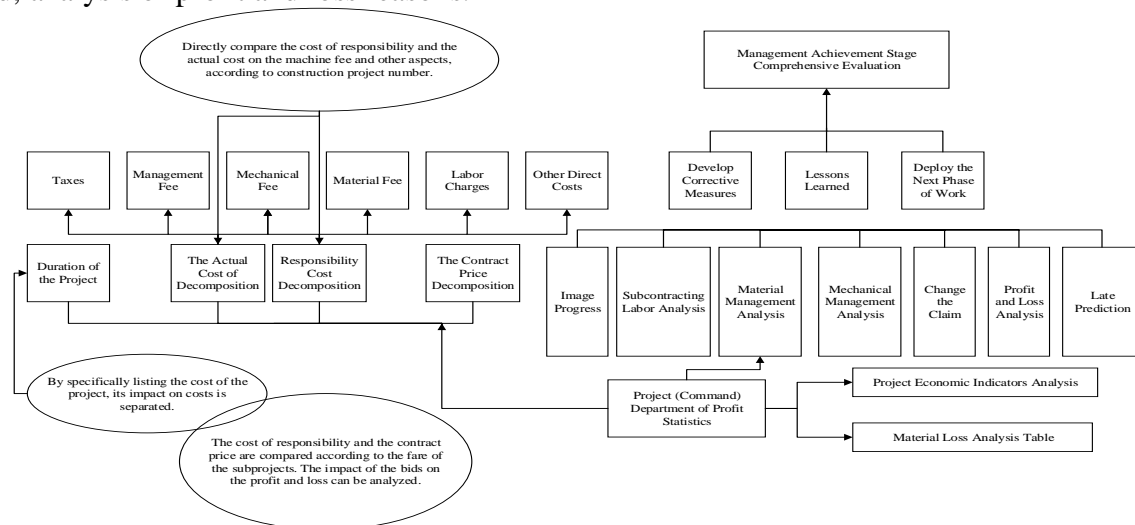 Directly compare the cost of responsibility and the
actual cost on the machine fee and other aspects,
according to construction project number.
Management Achievement Stage
Comprehensive Evaluation
Taxes
Management
Fee
Mechanical
Fee
Material Fee
Labor
Charges
Other Direct
Costs
Develop
Corrective
Measures
Lessons
Learned
Deploy the
Next Phase
of Work
Duration of
the Project
The Actual
Cost of
Decomposition
Responsibility
Cost
Decomposition
The Contract
Price
Decomposition
Image
Progress
Subcontracting
Labor Analysis
Material
Management
Analysis
Mechanical
Management
Analysis
Change
the
Claim
Profit
and Loss
Analysis
Late
Prediction
By specifically listing the cost of the
project, its impact on costs is
separated.
Project (Command)
Department of Profit
Statistics
Project Economic Indicators Analysis
Material Loss Analysis Table
The cost of responsibility and the contract
price are compared according to the fare of
the subprojects. The impact of the bids on
the profit and loss can be analyzed.